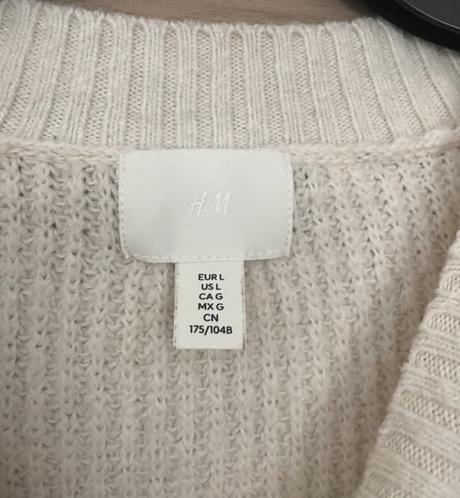 H&M
EUR L
US L
CA G
MX G
CN
175/104B